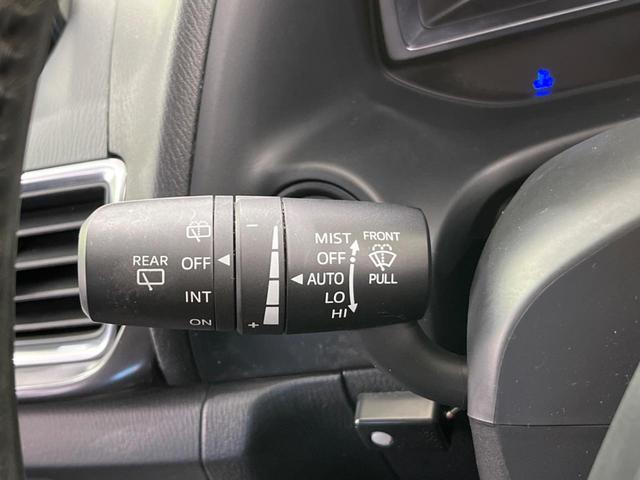 REAR
OFF
INT
ON
−
+
MIST
OFF
AUTO
LO
HI
FRONT
PULL